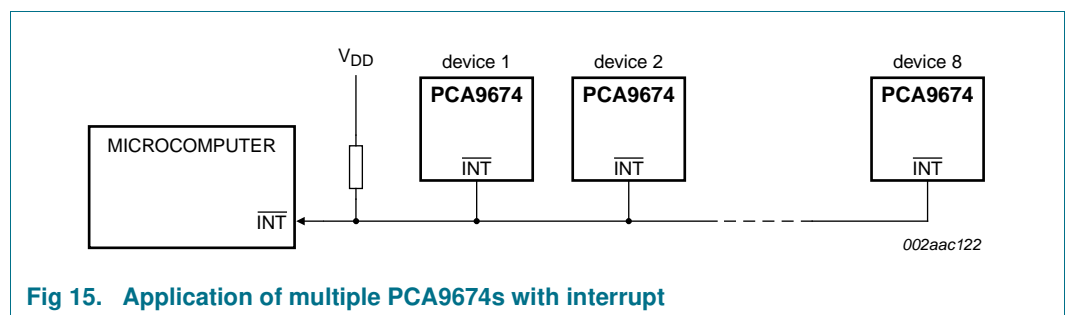 V_DD
device 1
device 2
device 8
PCA9674
PCA9674
PCA9674
MICROCOMPUTER
INT
INT
INT
INT
002aac122
Fig 15. Application of multiple PCA9674s with interrupt